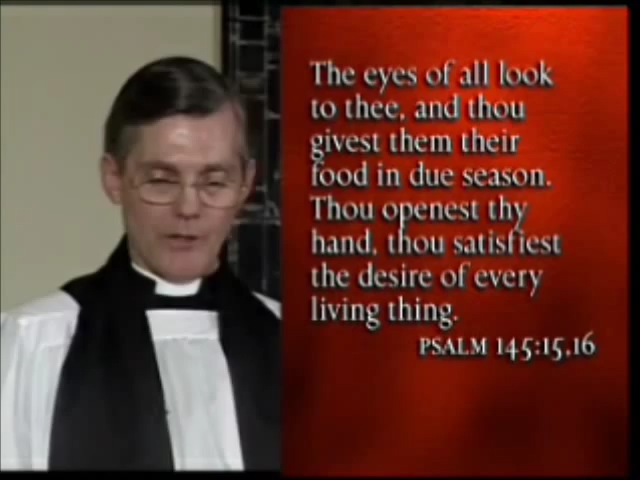 The eyes of all look
to thee, and thou
givest them their
food in due season.
Thou openest thy
hand, thou satisfiest
the desire of every
living thing.
PSALM 145:15,16